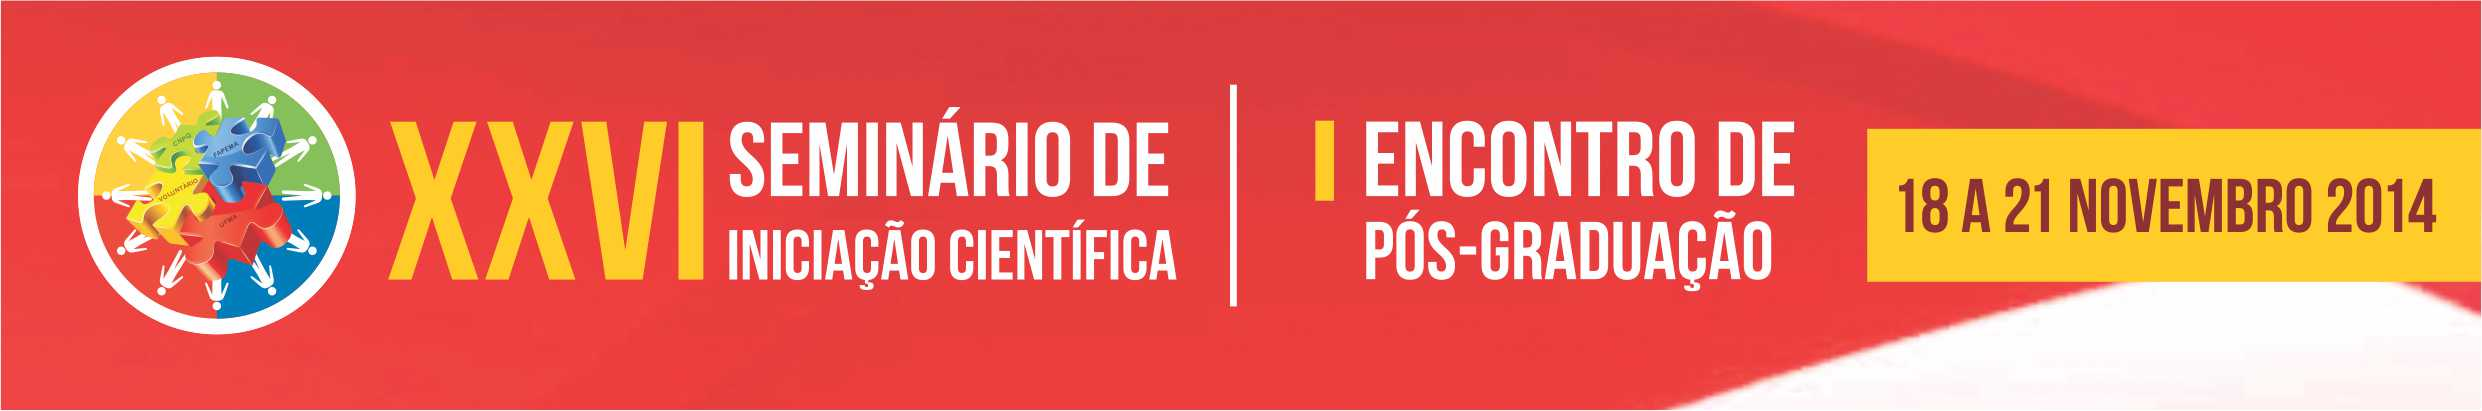 CNPQ
FAPEMA
VOLUNTÁRIO
UFMA
XXVI
SEMINÁRIO DE
INICIAÇÃO CIENTÍFICA
I
ENCONTRO DE
PÓS-GRADUAÇÃO
18 A 21 NOVEMBRO 2014